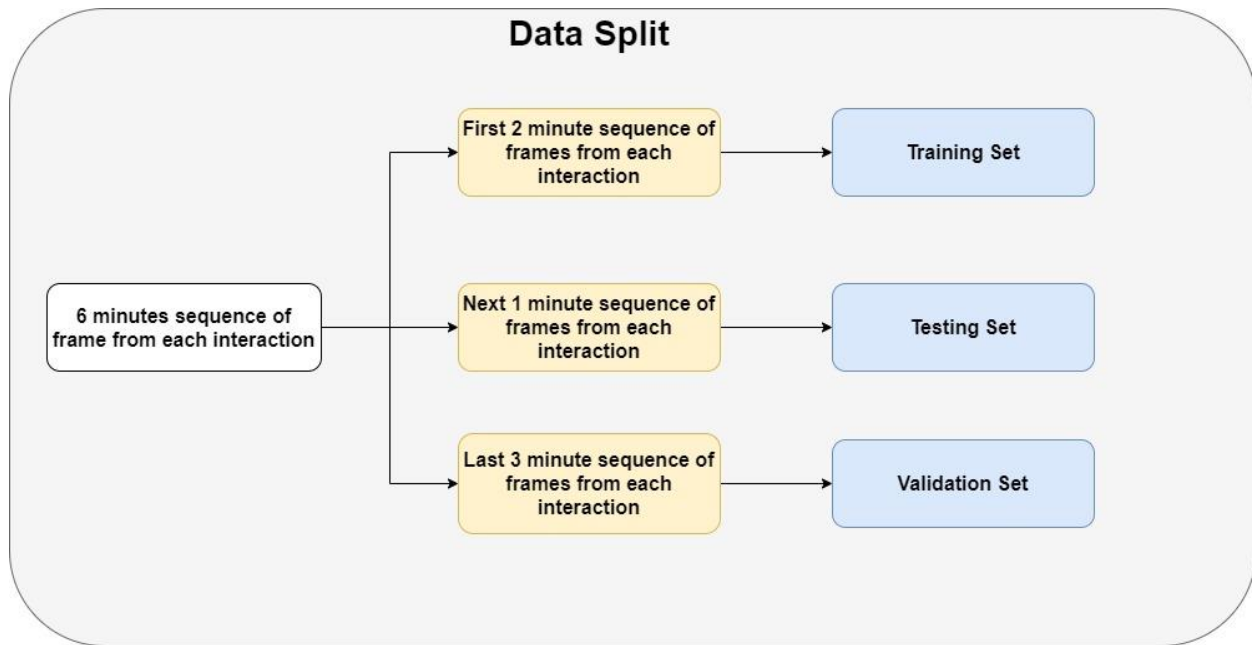 Data Split
First 2 minute sequence of
frames from each
interaction
Training Set
6 minutes sequence of
frame from each interaction
Next 1 minute sequence of
frames from each
interaction
Testing Set
Last 3 minute sequence of
frames from each
interaction
Validation Set